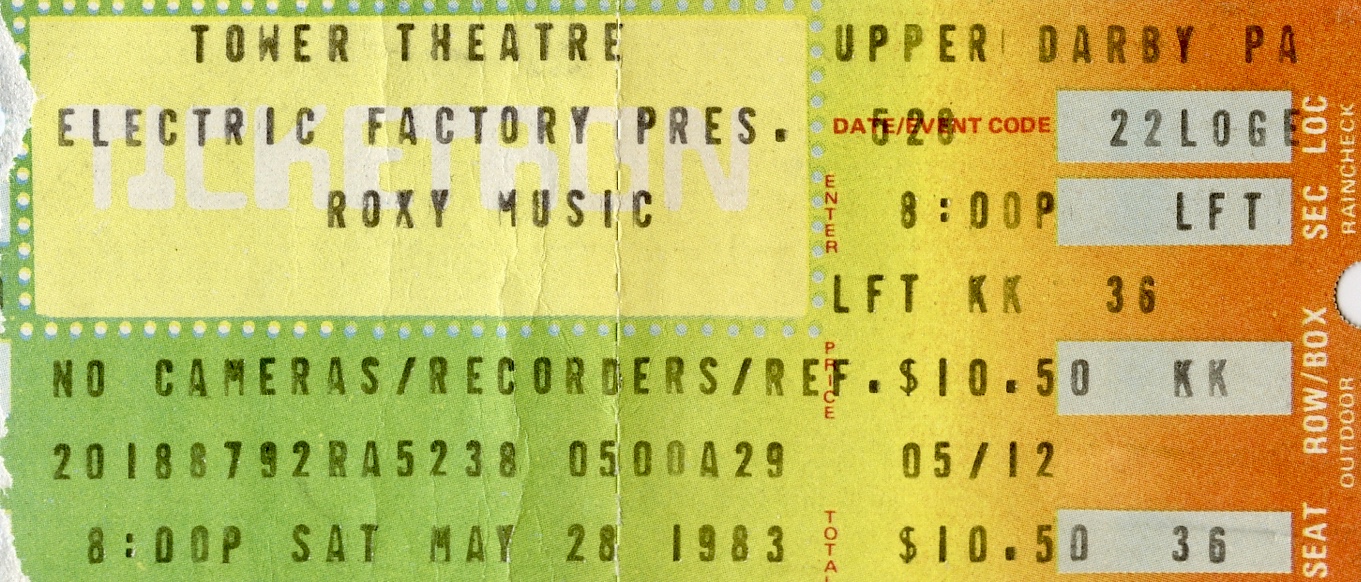 TOWER THEATRE UPPER DARBY PA
TICKETRON
ELECTRIC FACTORY PRES. DATE/EVENT CODE 528 22LOGE
ROXY MUSIC ENTER 8:00P LFT
LFT KK 36
NO CAMERAS/RECORDERS/REF. PRICE $10.50 KK
20188792RA5238 0500A29 05/12
8:00P SAT MAY 28 1983 TOTAL $10.50 36
SEC LOC
RAINCHECK
ROW/BOX
OUTDOOR
SEAT